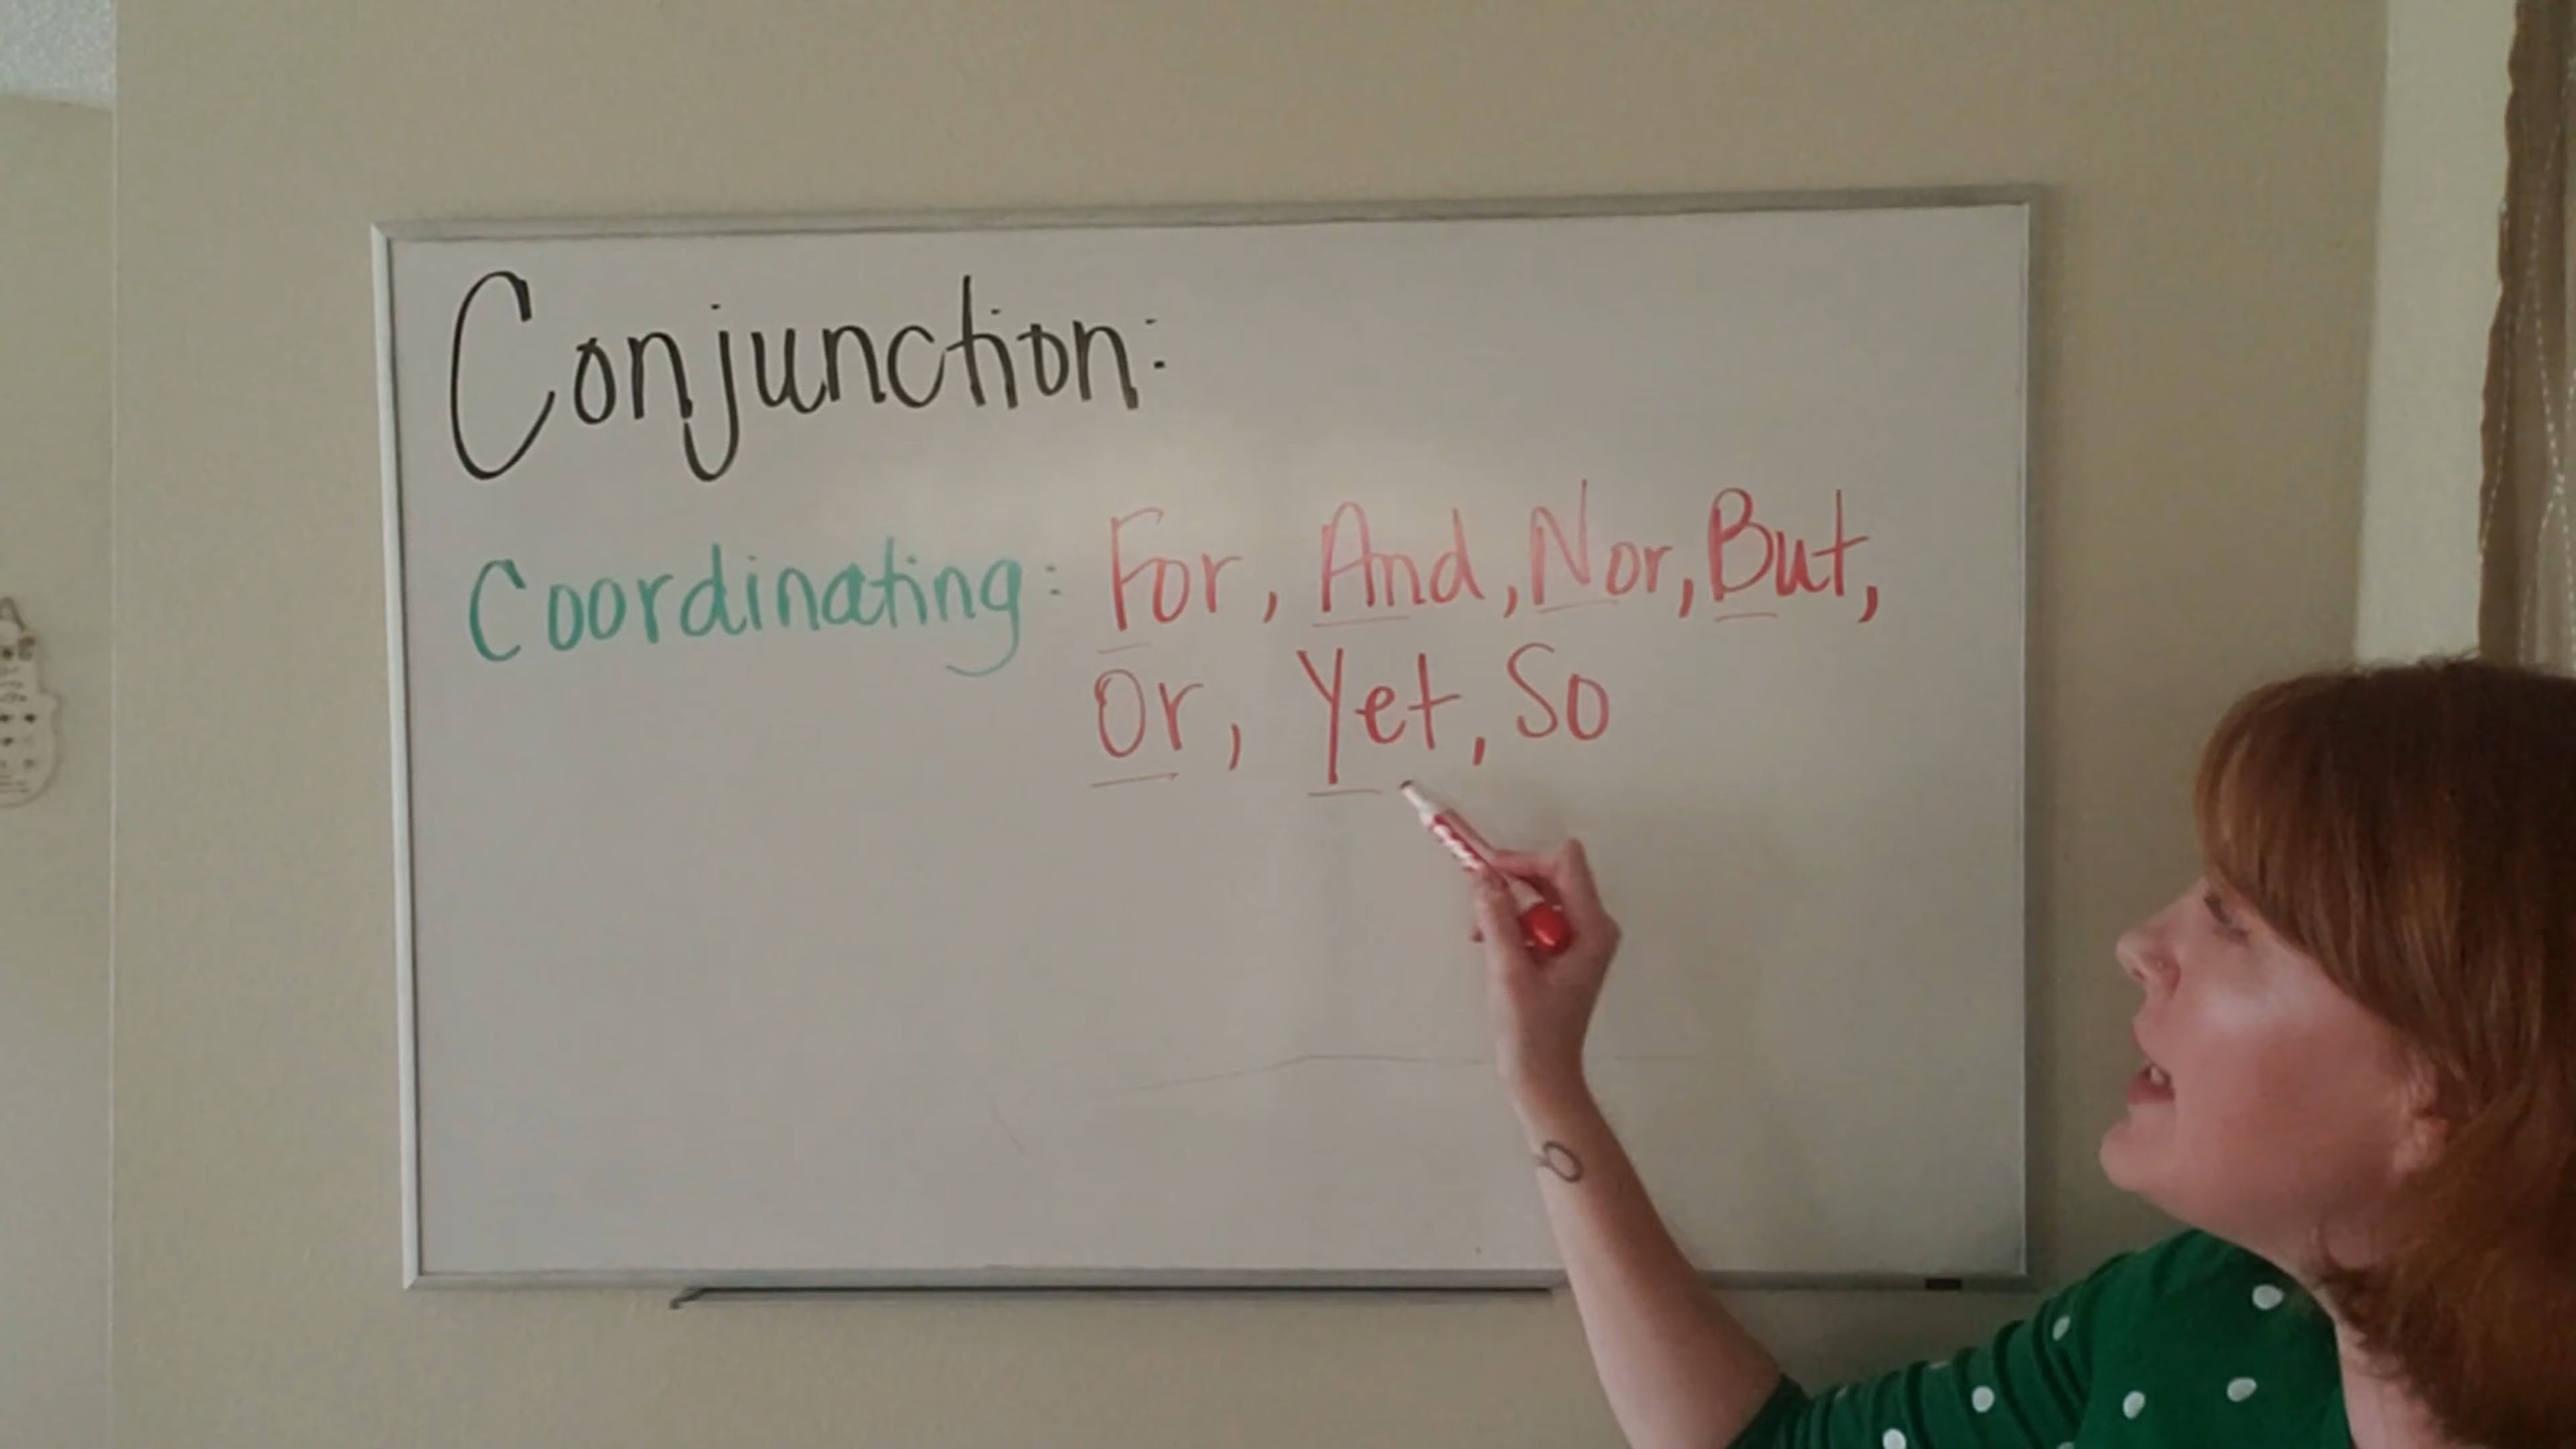 Conjunction:
Coordinating: For, And, Nor, But,
Or, Yet, So